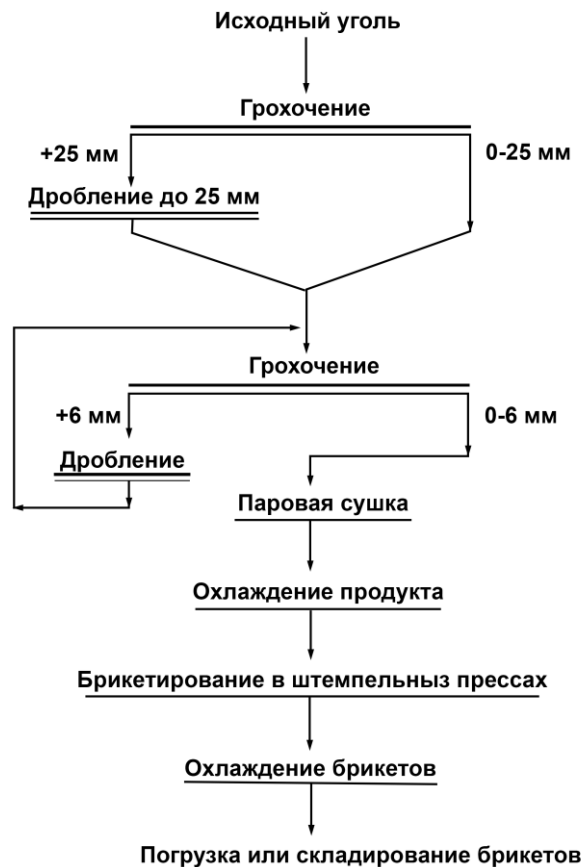 Исходный уголь
Грохочение
+25 мм
0-25 мм
Дробление до 25 мм
Грохочение
+6 мм
0-6 мм
Дробление
Паровая сушка
Охлаждение продукта
Брикетирование в штемпельныз прессах
Охлаждение брикетов
Погрузка или складирование брикетов